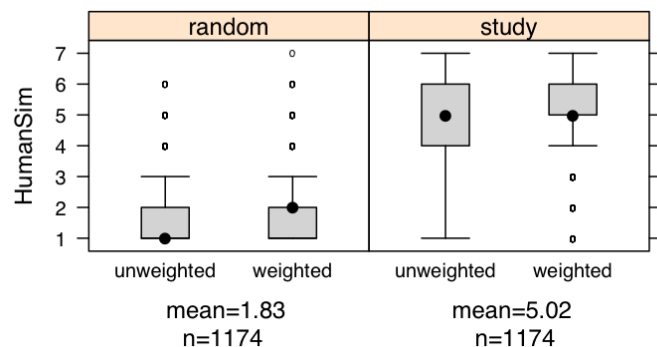 random study
7
6
5
4
3
2
1
HumanSim
unweighted weighted unweighted weighted
mean=1.83 mean=5.02
n=1174 n=1174